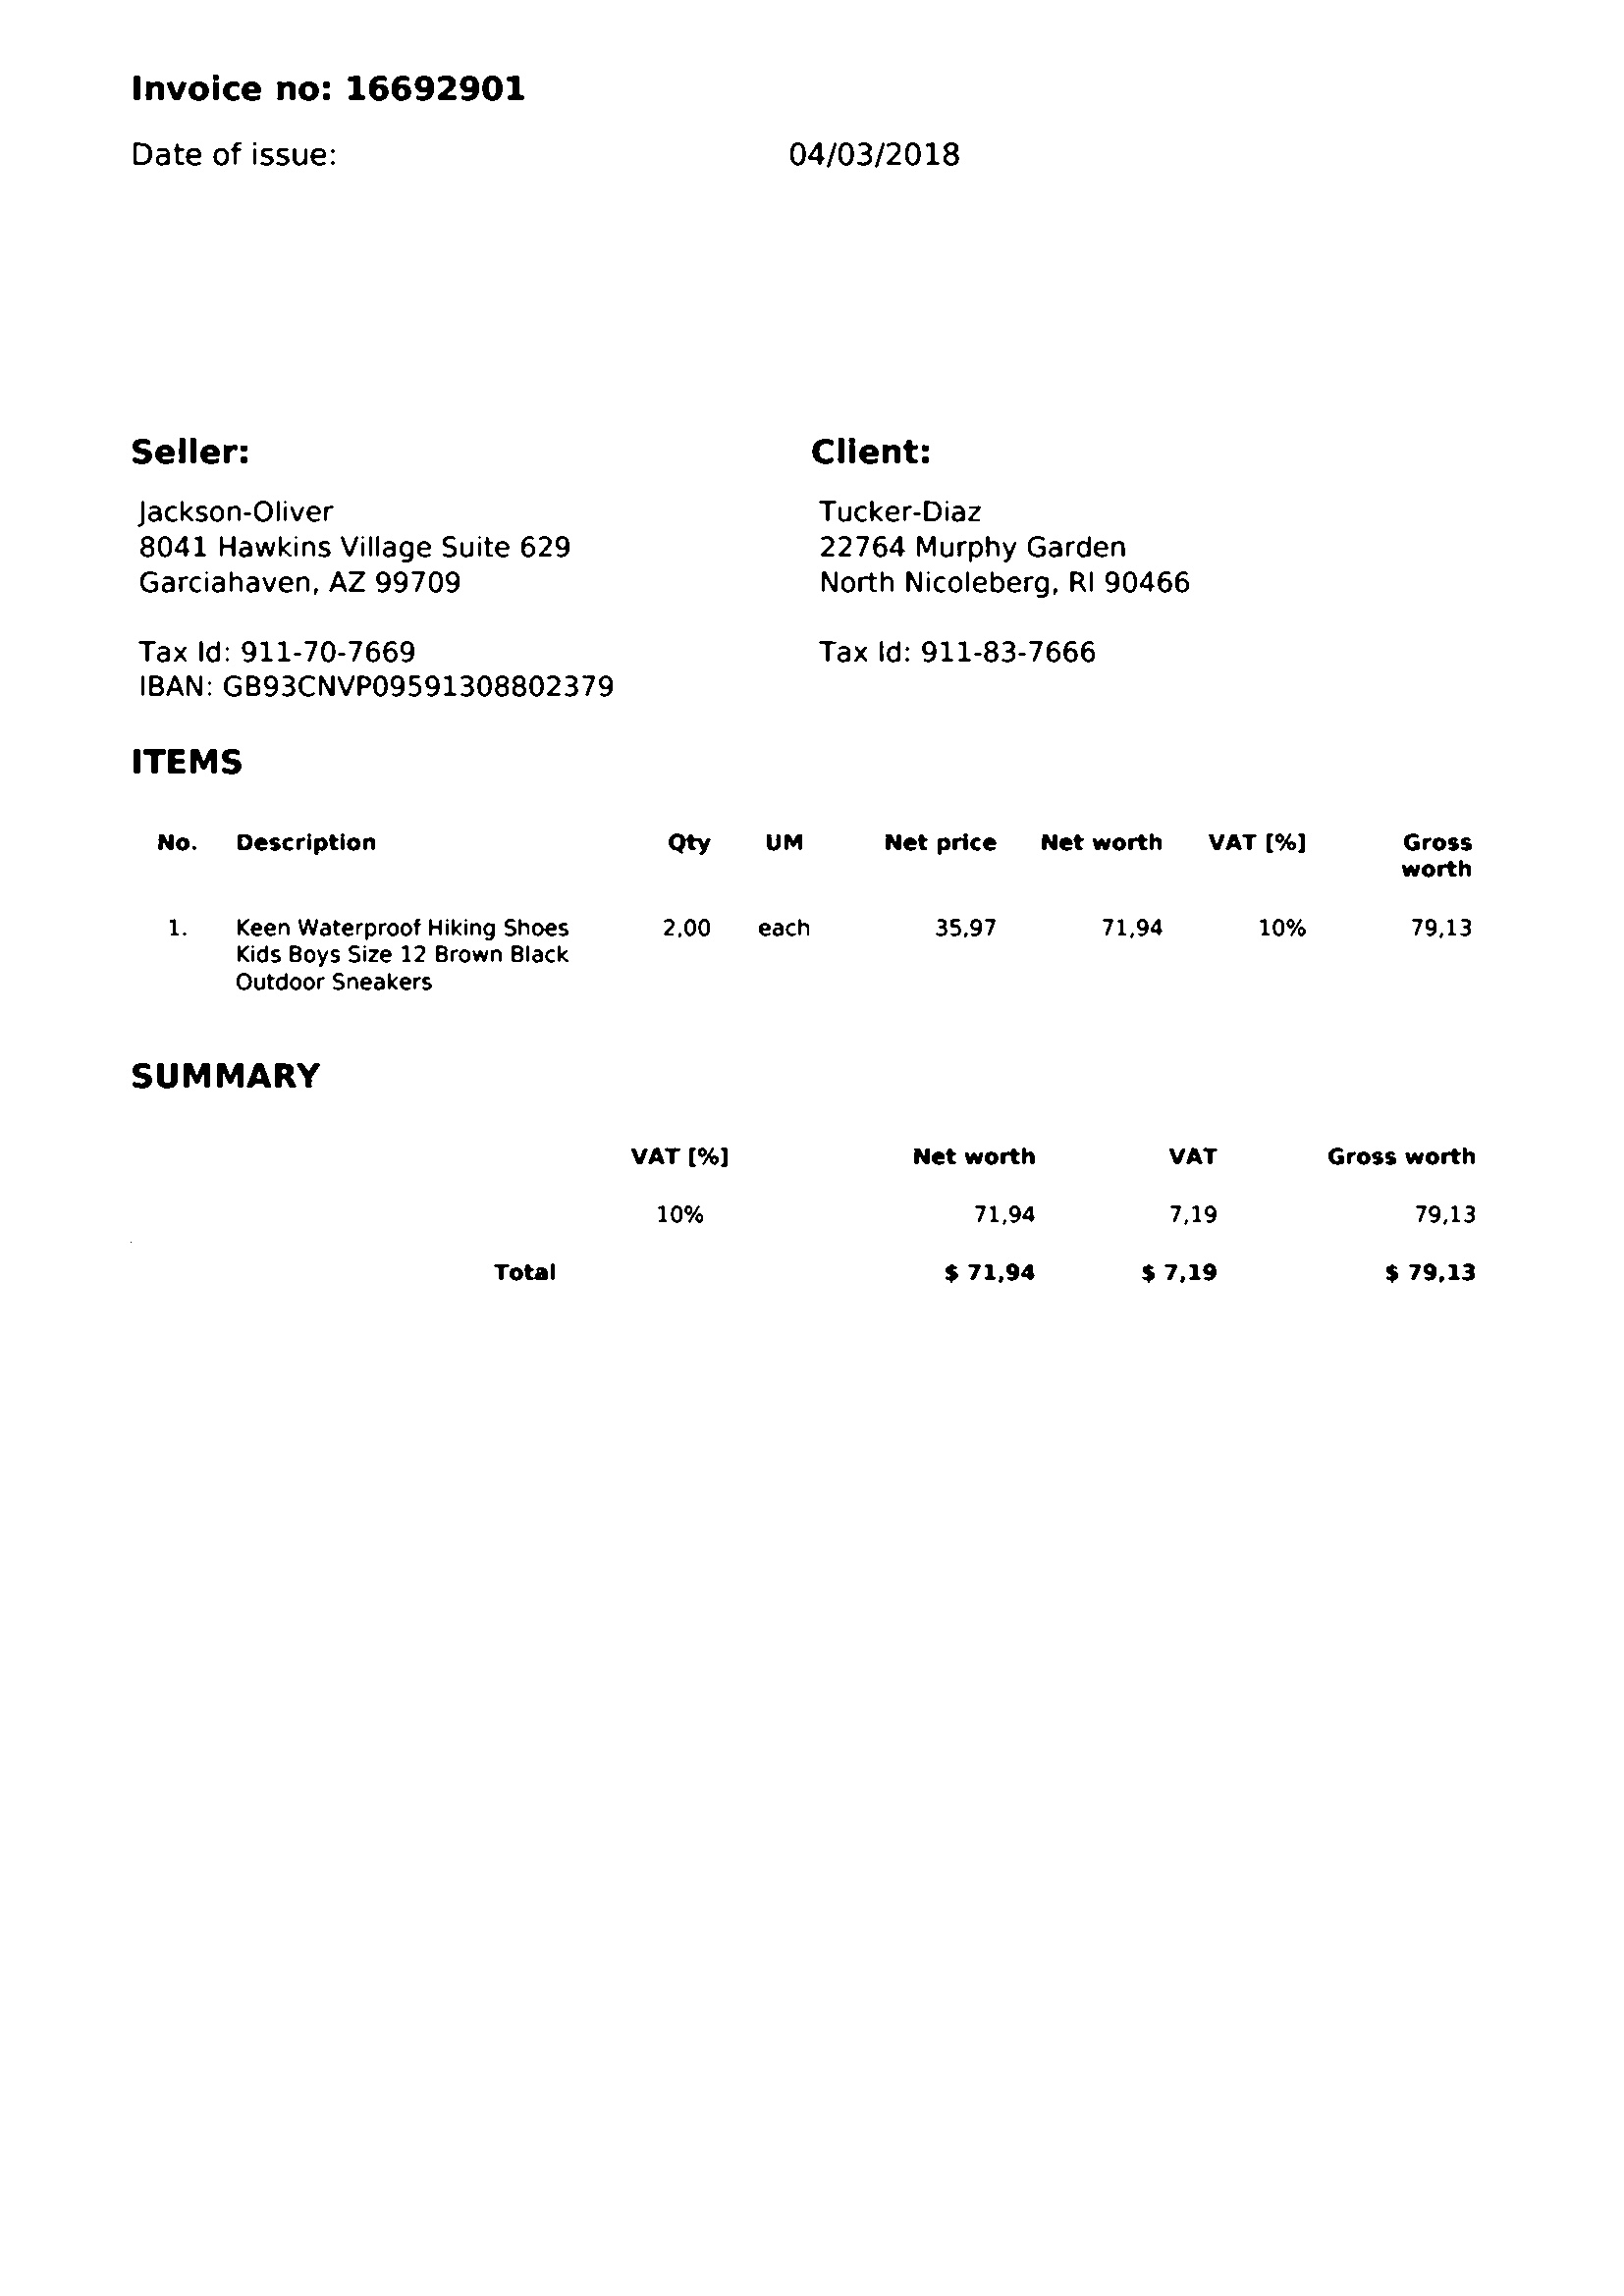 Invoice no: 16692901
Date of issue: 04/03/2018
Seller:
Jackson-Oliver
8041 Hawkins Village Suite 629
Garciahaven, AZ 99709
Tax Id: 911-70-7669
IBAN: GB93CNVP09591308802379
Client:
Tucker-Diaz
22764 Murphy Garden
North Nicoleberg, RI 90466
Tax Id: 911-83-7666
ITEMS
No. Description Qty UM Net price Net worth VAT [%] Gross
worth
1. Keen Waterproof Hiking Shoes 2,00 each 35,97 71,94 10% 79,13
Kids Boys Size 12 Brown Black
Outdoor Sneakers
SUMMARY
VAT [%] Net worth VAT Gross worth
10% 71,94 7,19 79,13
Total $ 71,94 $ 7,19 $ 79,13